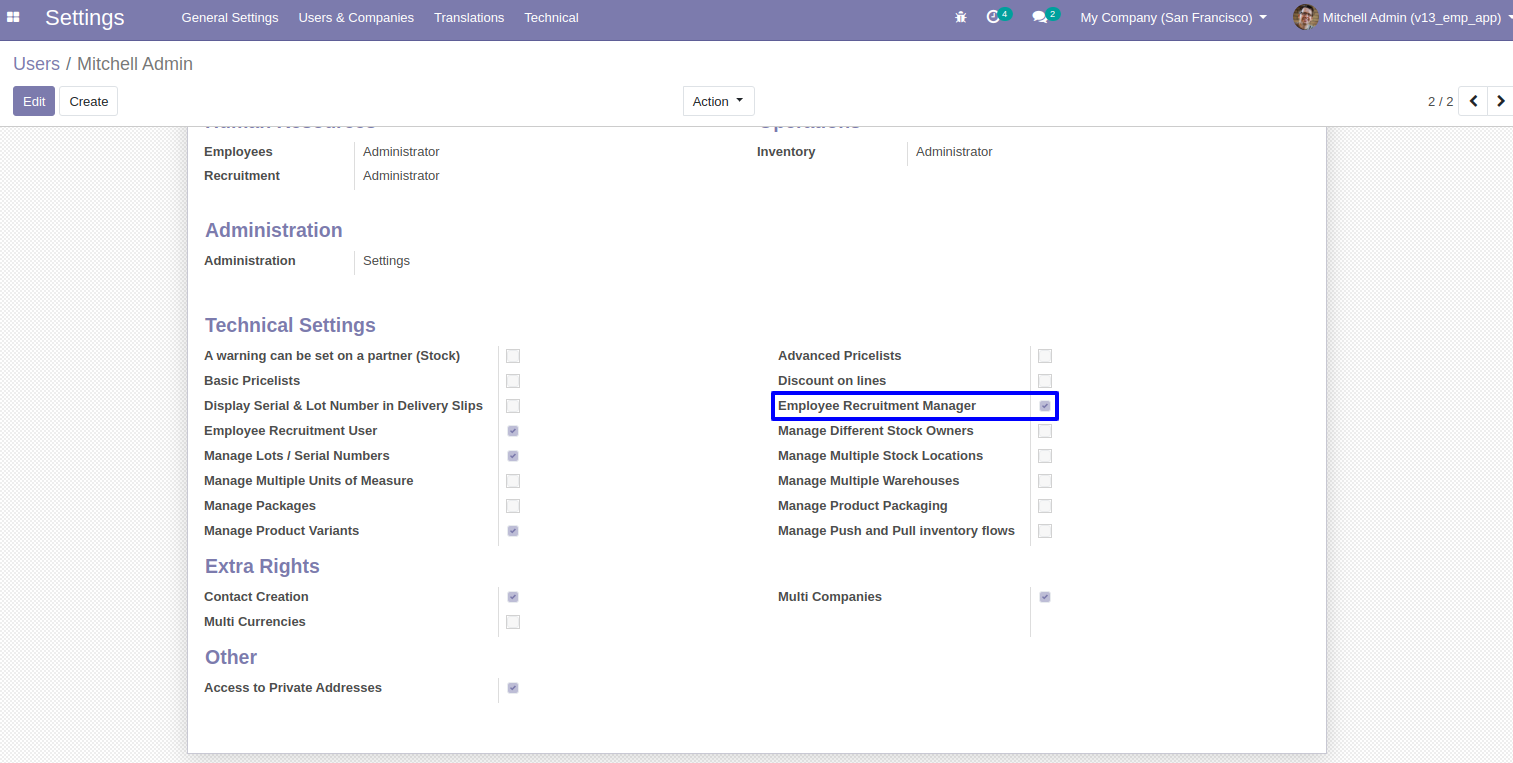 Settings General Settings Users & Companies Translations Technical 4 2 My Company (San Francisco) Mitchell Admin (v13_emp_app)
Users / Mitchell Admin
Edit Create Action 2 / 2
Human Resources Operations
Employees Administrator Inventory Administrator
Recruitment Administrator
Administration
Administration Settings
Technical Settings
A warning can be set on a partner (Stock) Advanced Pricelists
Basic Pricelists Discount on lines
Display Serial & Lot Number in Delivery Slips Employee Recruitment Manager
Employee Recruitment User Manage Different Stock Owners
Manage Lots / Serial Numbers Manage Multiple Stock Locations
Manage Multiple Units of Measure Manage Multiple Warehouses
Manage Packages Manage Product Packaging
Manage Product Variants Manage Push and Pull inventory flows
Extra Rights
Contact Creation Multi Companies
Multi Currencies
Other
Access to Private Addresses